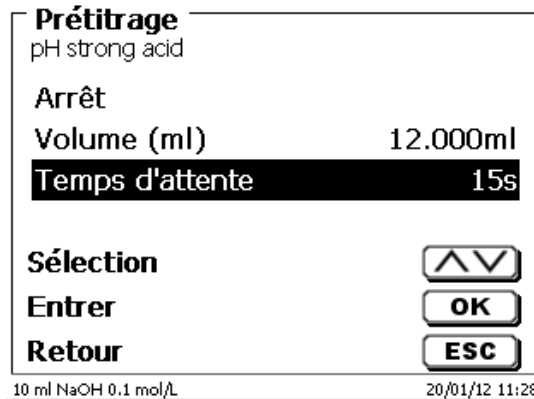 Prétitrage
pH strong acid
Arrêt
Volume (ml) 12.000ml
Temps d'attente 15s
Sélection
Entrer OK
Retour ESC
10 ml NaOH 0.1 mol/L 20/01/12 11:28